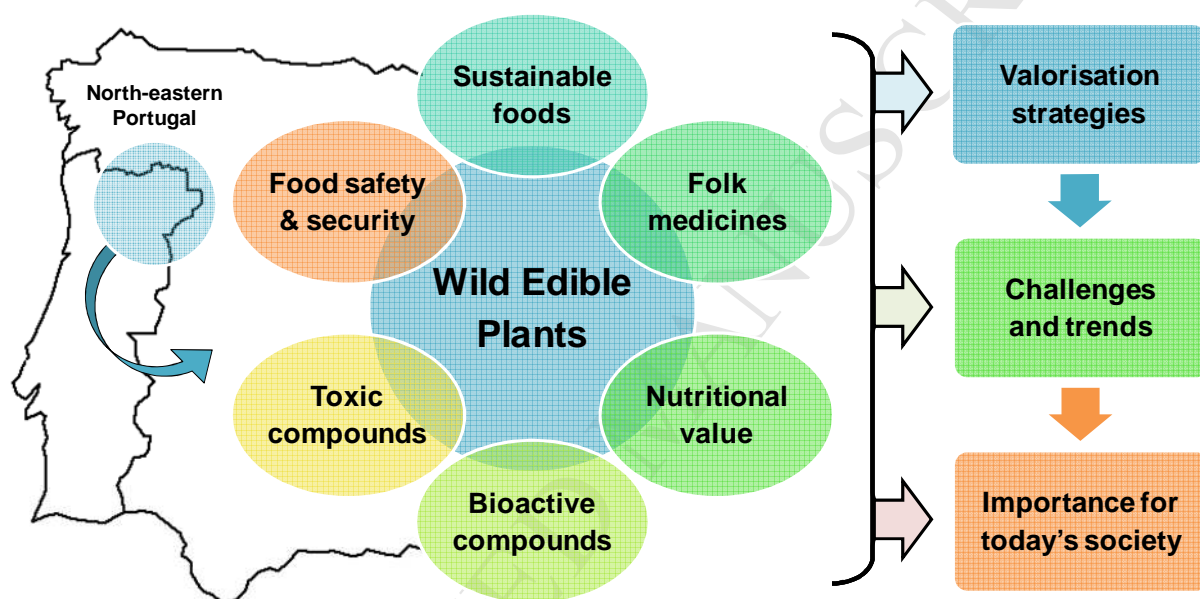 North-eastern
Portugal
Sustainable
foods
Food safety
& security
Folk
medicines
Wild Edible
Plants
Toxic
compounds
Nutritional
value
Bioactive
compounds
Valorisation
strategies
Challenges
and trends
Importance for
today’s society